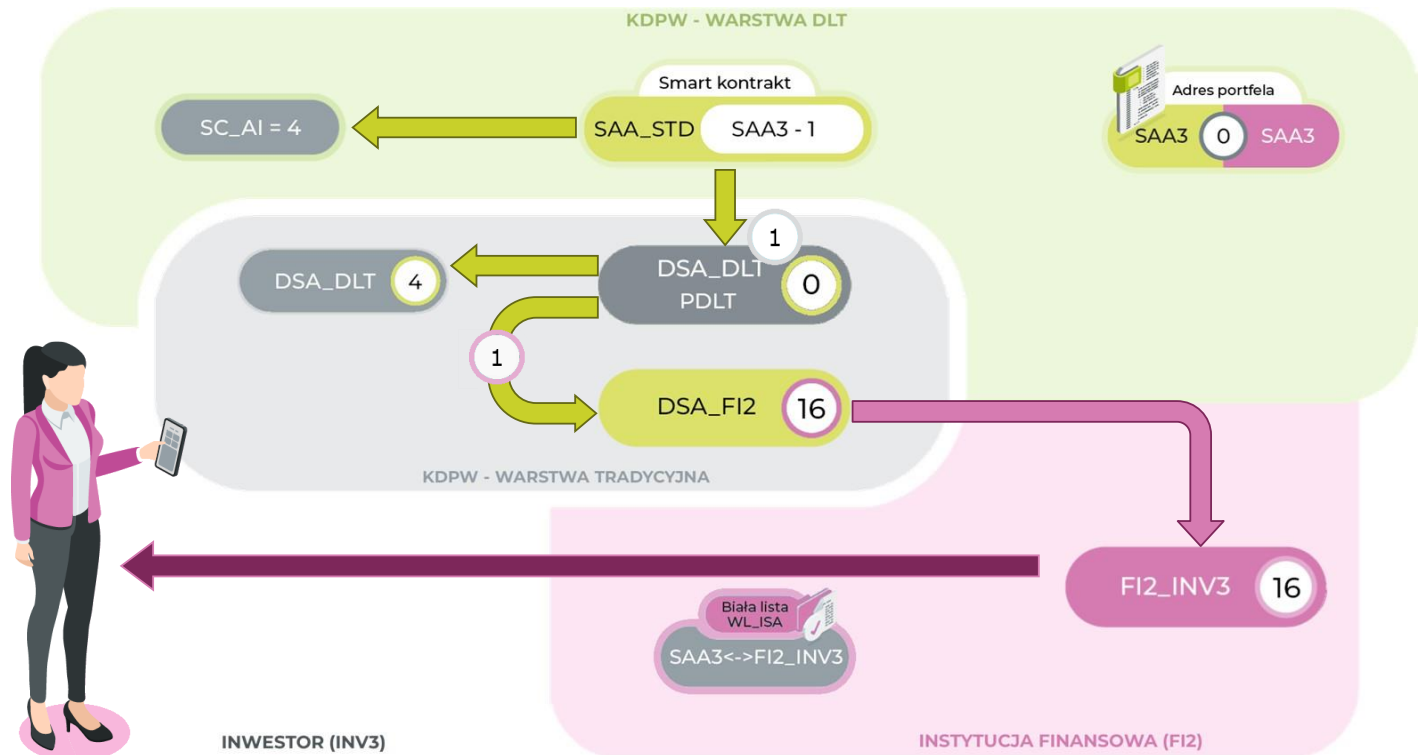 KDPW - WARSTWA DLT
Smart kontrakt
Adres portfela
SC_AI = 4
SAA_STD
SAA3 - 1
SAA3
0
SAA3
1
DSA_DLT
4
DSA_DLT
PDLT
0
1
DSA_FI2
16
KDPW - WARSTWA TRADYCYJNA
FI2_INV3
16
Biała lista
WL_ISA
SAA3<->FI2_INV3
INWESTOR (INV3)
INSTYTUCJA FINANSOWA (FI2)